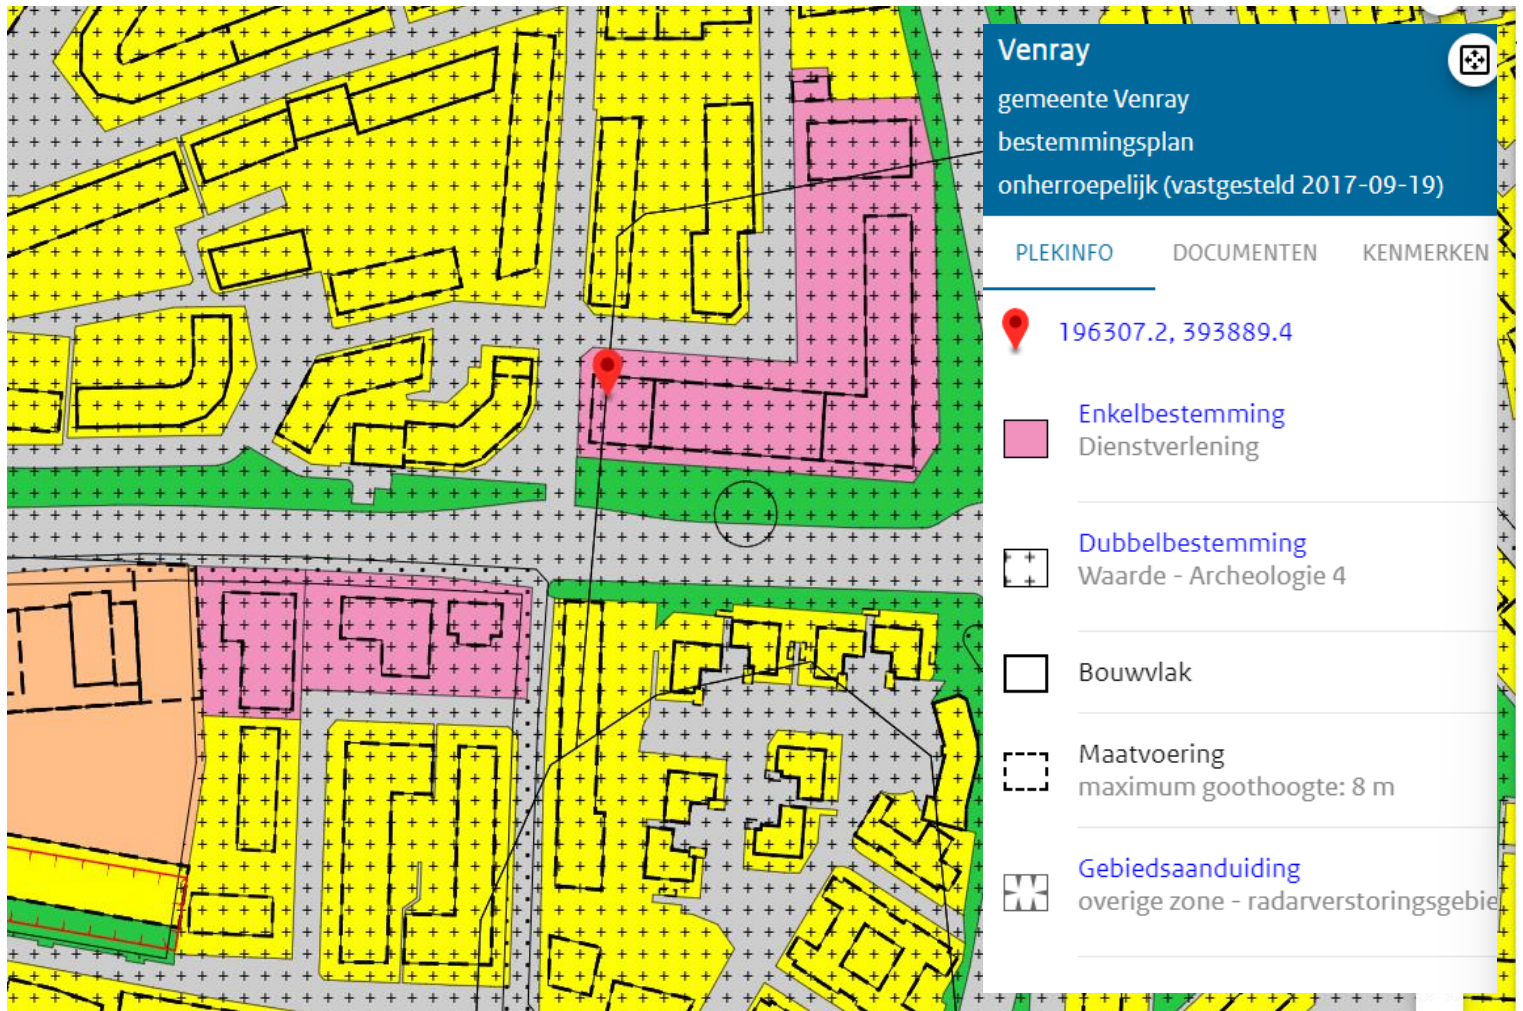 Venray
gemeente Venray
bestemmingsplan
onherroepelijk (vastgesteld 2017-09-19)
PLEKINFO DOCUMENTEN KENMERKEN
196307.2, 393889.4
Enkelbestemming
Dienstverlening
Dubbelbestemming
Waarde - Archeologie 4
Bouwvlak
Maatvoering
maximum goothoogte: 8 m
Gebiedsaanduiding
overige zone - radarverstoringsgebie